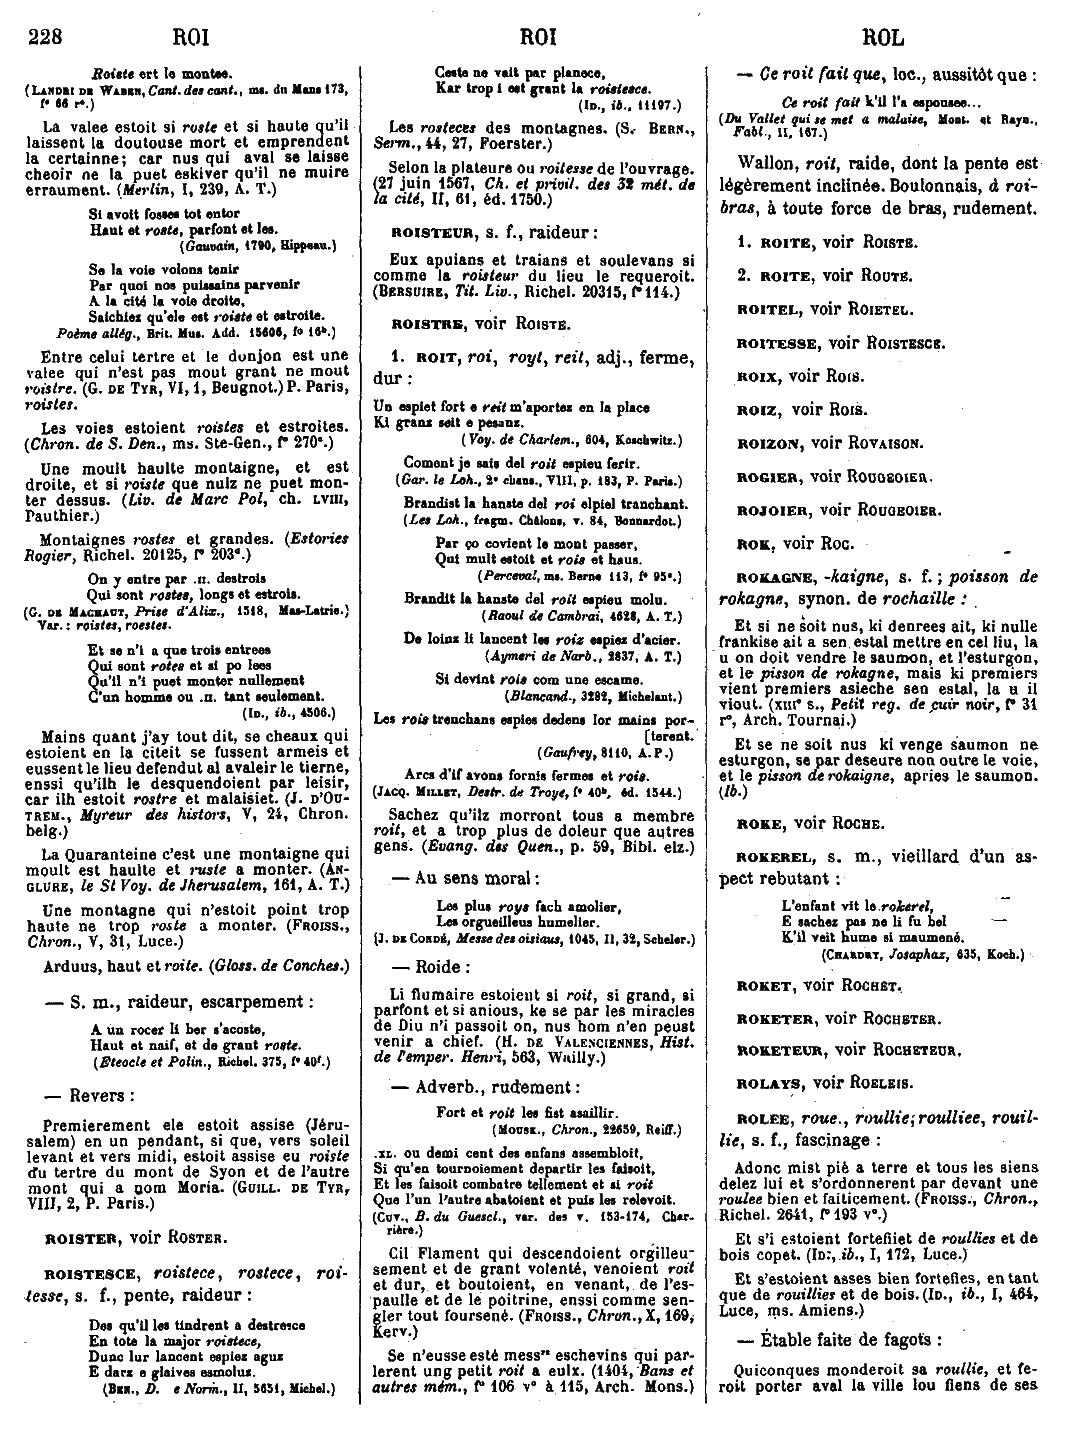 228 ROI ROI ROL
Roiste ert le montee.
(LANDRI DE WABEN, Cant. des cant., ms. du Mans 173,
f° 66 r°.)
La valee estoit si roste et si haute qu'il
laissent la doutouse mort et emprendent
la certainne; car nus qui aval se laisse
cheoir ne la puet eskiver qu'il ne muire
erraument. (Merlin, I, 239, A. T.)
Si avoit fosses tot entor
Haut et roste, parfont et les.
(Gauvain, 1790, Hippeau.)
Se la voie volons tenir
Par quoi nos puissains parvenir
A la cité la voie droite,
Saichiez qu'ele est roiste et estroite.
Poème allég., Brit. Mus. Add. 15606, f° 16b.)
Entre celui tertre et le donjon est une
valee qui n'est pas mout grant ne mout
roistre. (G. DE TYR, VI, 1, Beugnot.) P. Paris,
roistes.
Les voies estoient roistes et estroites.
(Chron. de S. Den., ms. Ste-Gen., f° 270c.)
Une moult haulte montaigne, et est
droite, et si roiste que nulz ne puet mon-
ter dessus. (Liv. de Marc Pol, ch. LVIII,
Pauthier.)
Montaignes rostes et grandes. (Estories
Rogier, Richel. 20125, f° 203d.)
On y entre par .II. destrois
Qui sont rostes, longs et estrois.
(G. DE MACHAUT, Prise d'Alix., 1518, Mas-Latrie.)
Var. : roistes, roestes.
Et se n'i a que trois entrees
Qui sont rotes et si po lees
Qu'il n'i puet monter nullement
C'un homme ou .II. tant seulement.
(ID., ib., 4506.)
Mains quant j'ay tout dit, se cheaux qui
estoient en la citeit se fussent armeis et
eussent le lieu defendut al avaleir le tierne,
enssi qu'ilh le desquendoient par leisir,
car ilh estoit rostre et malaisiet. (J. D'OU-
TREM., Myreur des histors, V, 24, Chron.
belg.)
La Quaranteine c'est une montaigne qui
moult est haulte et ruste a monter. (AN-
GLURE, le St Voy. de Jherusalem, 161, A. T.)
Une montagne qui n'estoit point trop
haute ne trop roste a monter. (FROISS.,
Chron., V, 31, Luce.)
Arduus, haut et roite. (Gloss. de Conches.)
— S. m., raideur, escarpement :
A un rocer li ber s'acoste,
Haut et naif, et de grant roste.
(Eteocle et Polin., Richel. 375, f° 40f.)
— Revers :
Premierement ele estoit assise (Jéru-
salem) en un pendant, si que, vers soleil
levant et vers midi, estoit assise eu roiste
du tertre du mont de Syon et de l'autre
mont qui a nom Moria. (GUILL. DE TYR,
VIII, 2, P. Paris.)
ROISTER, voir ROSTER.
ROISTESCE, roistece, rostece, roi-
tesse, s. f., pente, raideur :
Des qu'il les tindrent a destresce
En tote la major roistece,
Dunc lur lancent espiez aguz
E darz e glaives esmoluz.
(BEN., D. e Norm., II, 5651, Michel.)
Ceste ne vait par planece,
Kar trop i est grant la roistesce.
(ID., ib., 11197.)
Les rosteces des montagnes. (S. BERN.,
Serm., 44, 27, Foerster.)
Selon la plateure ou roitesse de l'ouvrage.
(27 juin 1567, Ch. et privil. des 32 mét. de
la cité, II, 61, éd. 1750.)
ROISTEUR, s. f., raideur :
Eux apuians et traians et soulevans si
comme la roisteur du lieu le requeroit.
(BERSUIRE, Tit. Liv., Richel. 20315, f° 114.)
ROISTRE, voir ROISTE.
1. ROIT, roi, royt, reit, adj., ferme,
dur :
Un espiet fort e reit m'aportez en la place
Ki granz seit e pesanz.
(Voy. de Charlem., 604, Koschwitz.)
Coment je sais del roit espieu ferir.
(Gar. le Loh., 2e chans., VIII, p. 183, P. Paris.)
Brandist la hanste del roi elpiel tranchant.
(Les Loh., fragm. Châlons, v. 84, Bonnardot.)
Par ço covient le mont passer,
Qui mult estoit et rois et haus.
(Perceval, ms. Berne 113, f° 95c.)
Brandit la hanste del roit espieu molu.
(Raoul de Cambrai, 4628, A. T.)
De loinz li lancent les roiz espiez d'acier.
(Aymeri de Narb., 2837, A. T.)
Si devint rois com une escame.
(Blancand., 3282, Michelant.)
Les rois trenchans espies dedens lor mains por-
[terent.
(Gaufrey, 8110, A. P.)
Arcs d'if avons fornis fermes et rois.
(JACQ. MILLET, Destr. de Troye, f° 40b, éd. 1544.)
Sachez qu'ilz morront tous a membre
roit, et a trop plus de doleur que autres
gens. (Evang. des Quen., p. 59, Bibl. elz.)
— Au sens moral :
Les plus roys fach amolier,
Les orgueilleus humelier.
(J. DE CONDÉ, Messe des oisiaus, 1045, II, 32, Scheler.)
— Roide :
Li flumaire estoient si roit, si grand, si
parfont et si anious, ke se par les miracles
de Diu n'i passoit on, nus hom n'en peust
venir a chief. (H. DE VALENCIENNES, Hist.
de l'emper. Henri, 563, Wailly.)
— Adverb., rudement :
Fort et roit les fist asaillir.
(MOUSK., Chron., 22659, Reiff.)
.XL. ou demi cent des enfans assembloit,
Si qu'en tournoiement departir les faisoit,
Et les faisoit combatre tellement et si roit
Que l'un l'autre abatoient et puis les relevoit.
(CUV., B. du Guescl., var. des v. 153-174, Char-
rière.)
Cil Flament qui descendoient orgilleu-
sement et de grant volenté, venoient roit
et dur, et boutoient, en venant, de l'es-
paulle et de le poitrine, enssi comme sen-
gler tout foursené. (FROISS., Chron., X, 169,
Kerv.)
Se n'eusse esté messrs eschevins qui par-
lerent ung petit roit a eulx. (1404, Bans et
autres mém., f° 106 v° à 115, Arch. Mons.)
— Ce roit fait que, loc., aussitôt que :
Ce roit fait k'il l'a espousee...
(Du Vallet qui se met a malaise, Mont. et Rayn.,
Fabl., II, 167.)
Wallon, roit, raide, dont la pente est
légèrement inclinée. Boulonnais, à roi-
bras, à toute force de bras, rudement.
1. ROITE, voir ROISTE.
2. ROITE, voir ROUTE.
ROITEL, voir ROIETEL.
ROITESSE, voir ROISTESCE.
ROIX, voir ROIS.
ROIZ, voir ROIS.
ROIZON, voir ROVAISON.
ROGIER, voir ROUGEOIER.
ROJOIER, voir ROUGEOIER.
ROK, voir ROC.
ROKAGNE, -kaigne, s. f. ; poisson de
rokagne, synon. de rochaille :
Et si ne soit nus, ki denrees ait, ki nulle
frankise ait a sen estal mettre en cel liu, la
u on doit vendre le saumon, et l'esturgon,
et le pisson de rokagne, mais ki premiers
vient premiers asieche sen estal, la u il
viout. (XIIIe s., Petit reg. de cuir noir, f° 31
r°, Arch. Tournai.)
Et se ne soit nus ki venge saumon ne
esturgon, se par deseure non outre le voie,
et le pisson de rokaigne, apries le saumon.
(Ib.)
ROKE, voir ROCHE.
ROKEREL, s. m., vieillard d'un as-
pect rebutant :
L'enfant vit le rokerel,
E sachez pas ne li fu bel
K'il veit hume si maumené.
(CHARDRY, Josaphaz, 635, Koch.)
ROKET, voir ROCHET.
ROKETER, voir ROCHETER.
ROKETEUR, voir ROCHETEUR.
ROLAYS, voir ROELEIS.
ROLEE, roue., roullie; roulliee, rouil-
lie, s. f., fascinage :
Adonc mist pié a terre et tous les siens
delez lui et s'ordonnerent par devant une
roulee bien et faiticement. (FROISS., Chron.,
Richel. 2641, f° 193 v°.)
Et s'i estoient fortefiiet de roullies et de
bois copet. (ID., ib., I, 172, Luce.)
Et s'estoient asses bien fortefies, en tant
que de rouillies et de bois. (ID., ib., I, 464,
Luce, ms. Amiens.)
— Étable faite de fagots :
Quiconques monderoit sa roullie, et fe-
roit porter aval la ville lou fiens de ses